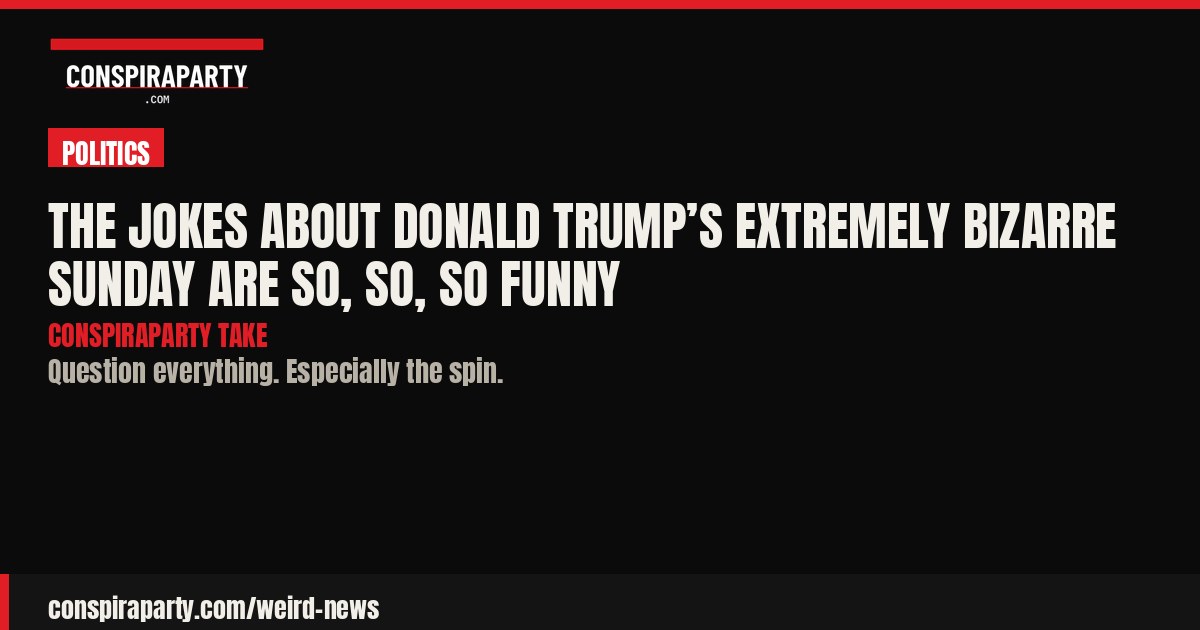 CONSPIRAPARTY
.COM
POLITICS
THE JOKES ABOUT DONALD TRUMP’S EXTREMELY BIZARRE
SUNDAY ARE SO, SO, SO FUNNY
CONSPIRAPARTY TAKE
Question everything. Especially the spin.
conspiraparty.com/weird-news